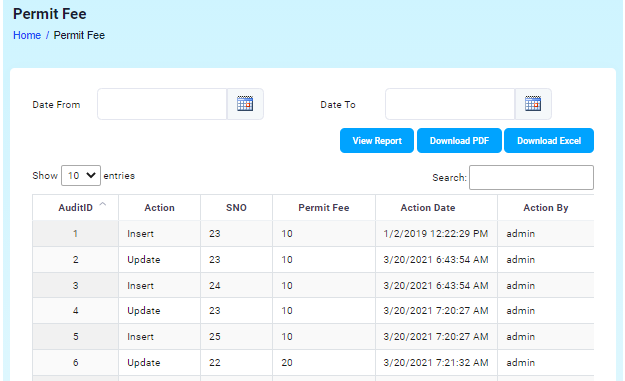 Permit Fee
Home / Permit Fee
Date From Date To
View Report Download PDF Download Excel
Show 10 entries Search:
AuditID Action SNO Permit Fee Action Date Action By
1 Insert 23 10 1/2/2019 12:22:29 PM admin
2 Update 23 10 3/20/2021 6:43:54 AM admin
3 Insert 24 10 3/20/2021 6:43:54 AM admin
4 Update 23 10 3/20/2021 7:20:27 AM admin
5 Insert 25 10 3/20/2021 7:20:27 AM admin
6 Update 22 20 3/20/2021 7:21:32 AM admin